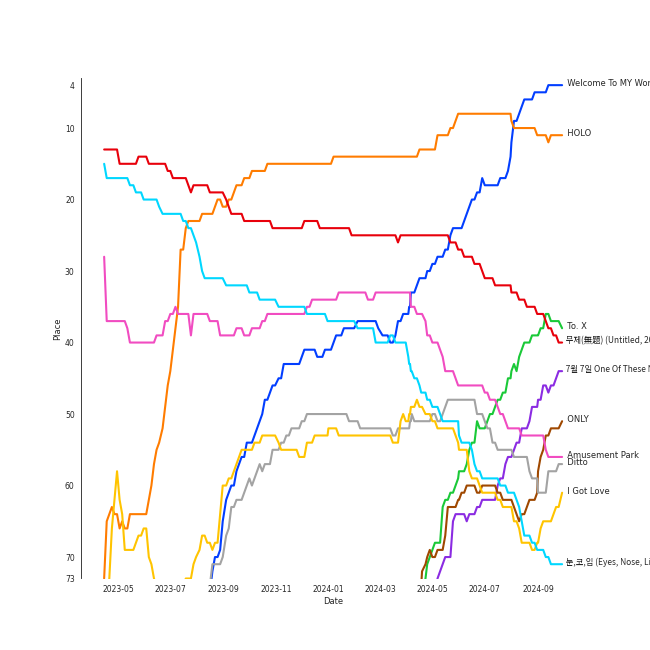 4
10
20
30
40
50
60
70
73
Place
2023-05
2023-07
2023-09
2023-11
2024-01
2024-03
2024-05
2024-07
2024-09
Date
Welcome To MY Wor
HOLO
To. X
무제(無題) (Untitled, 20
7월 7일 One Of These N
ONLY
Amusement Park
Ditto
I Got Love
눈,코,입 (Eyes, Nose, Li